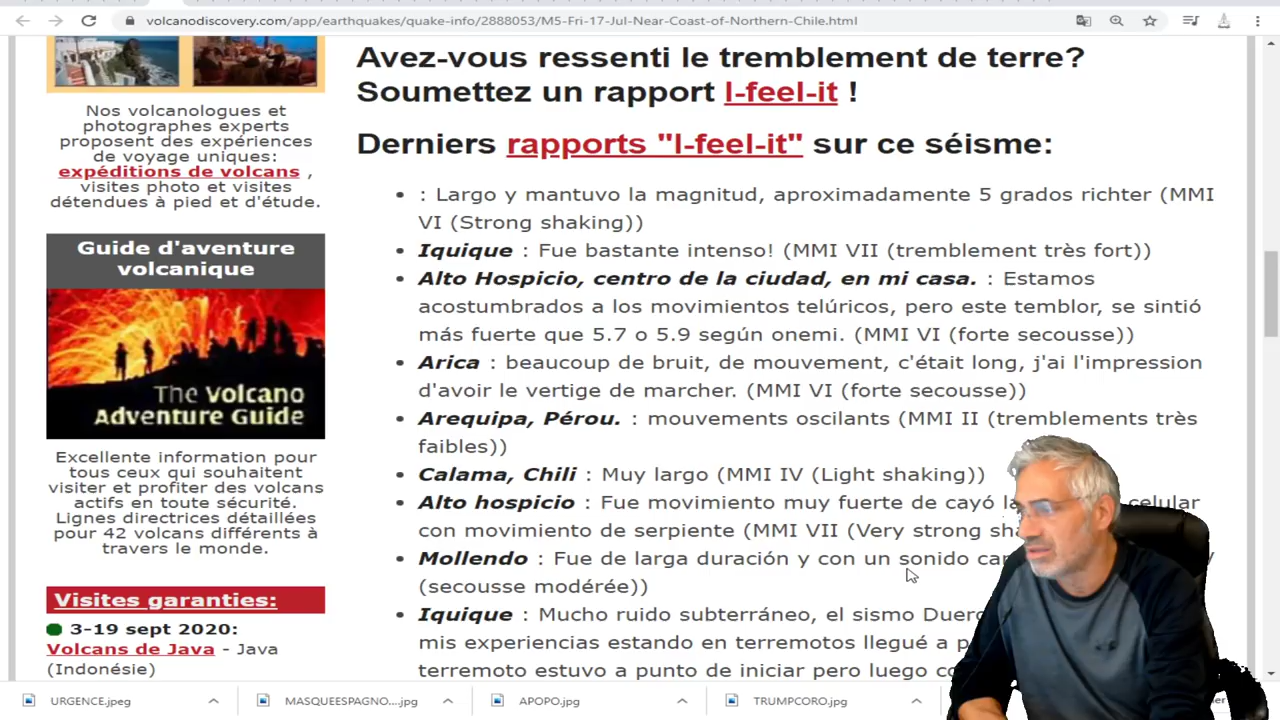 volcanodiscovery.com/app/earthquakes/quake-info/2888053/M5-Fri-17-Jul-Near-Coast-of-Northern-Chile.html
Nos volcanologues et
photographes experts
proposent des expériences
de voyage uniques:
expéditions de volcans ,
visites photo et visites
détendues à pied et d'étude.
Guide d'aventure
volcanique
The Volcano
Adventure Guide
Excellente information pour
tous ceux qui souhaitent
visiter et profiter des volcans
actifs en toute sécurité.
Lignes directrices détaillées
pour 42 volcans différents à
travers le monde.
Visites garanties:
3-19 sept 2020:
Volcans de Java - Java
(Indonésie)
Avez-vous ressenti le tremblement de terre?
Soumettez un rapport I-feel-it !
Derniers rapports "I-feel-it" sur ce séisme:
• : Largo y mantuvo la magnitud, aproximadamente 5 grados richter (MMI
VI (Strong shaking))
• Iquique : Fue bastante intenso! (MMI VII (tremblement très fort))
• Alto Hospicio, centro de la ciudad, en mi casa. : Estamos
acostumbrados a los movimientos telúricos, pero este temblor, se sintió
más fuerte que 5.7 o 5.9 según onemi. (MMI VI (forte secousse))
• Arica : beaucoup de bruit, de mouvement, c'était long, j'ai l'impression
d'avoir le vertige de marcher. (MMI VI (forte secousse))
• Arequipa, Pérou. : mouvements oscilants (MMI II (tremblements très
faibles))
• Calama, Chili : Muy largo (MMI IV (Light shaking))
• Alto hospicio : Fue movimiento muy fuerte de cayó celular
con movimiento de serpiente (MMI VII (Very strong
• Mollendo : Fue de larga duración y con un sonido
(secousse modérée))
• Iquique : Mucho ruido subterráneo, el sismo
mis experiencias estando en terremotos llegué a
terremoto estuvo a punto de iniciar pero luego
URGENCE.jpeg
MASQUEESPAGNO....jpg
APOPO.jpg
TRUMPCORO.jpg